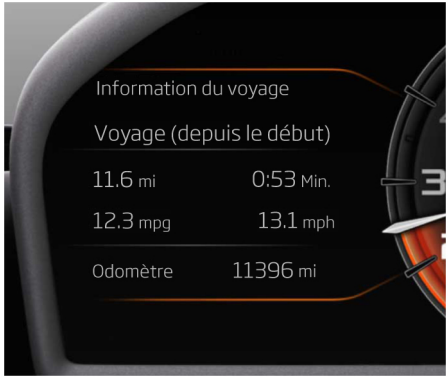 Information du voyage
Voyage (depuis le début)
11.6 mi 0:53 Min.
12.3 mpg 13.1 mph
Odomètre 11396 mi
3